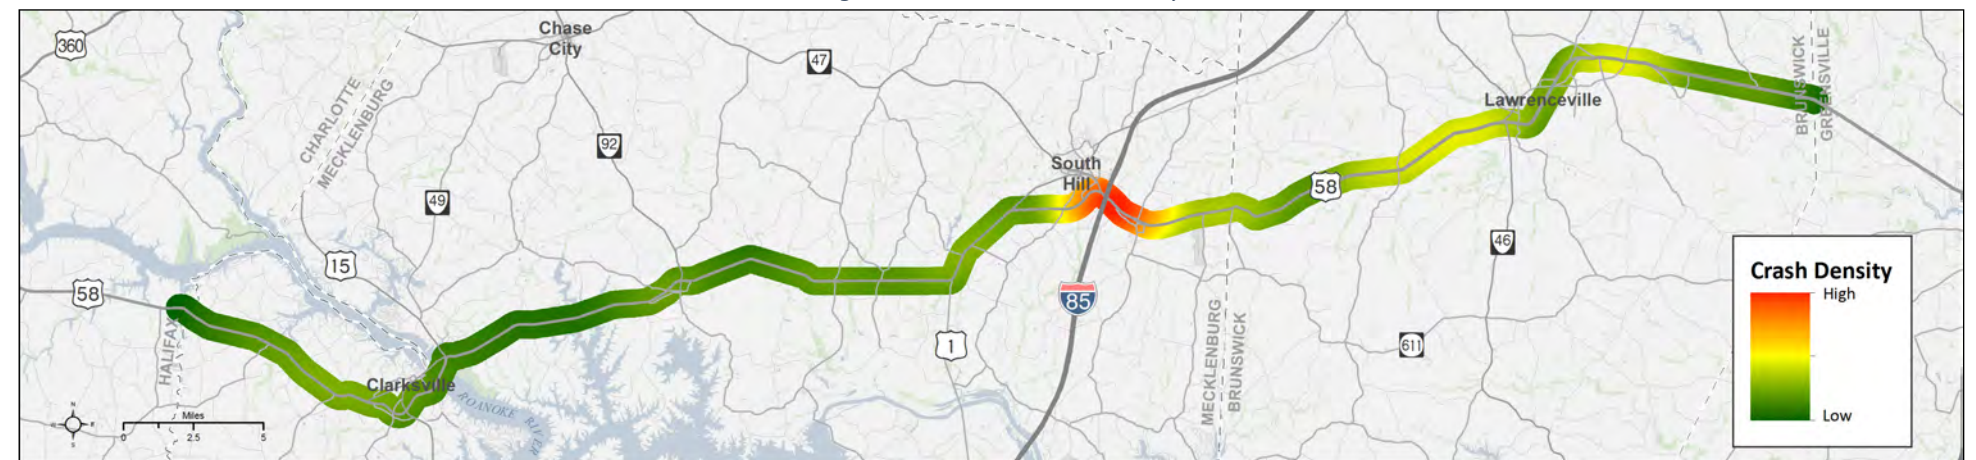 360
Chase
City
47
BRUNSWICK
GREENSVILLE
CHARLOTTE
MECKLENBURG
Lawrenceville
92
South
Hill
58
49
46
15
58
85
Crash Density
High
Low
HALIFAX
1
MECKLENBURG
BRUNSWICK
611
Clarksville
ROANOKE RIVER
N
S
Miles
0
2.5
5